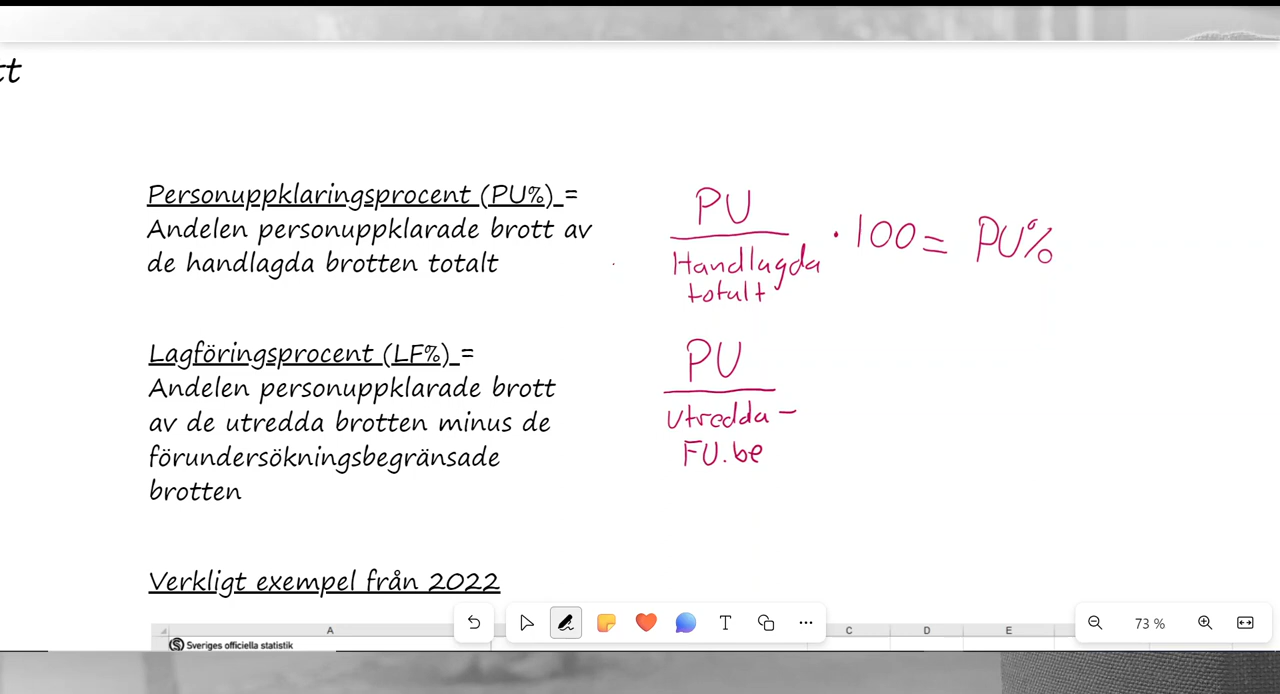 tt
Personuppklaringsprocent (PU%) =
Andelen personuppklarade brott av
de handlagda brotten totalt
PU
Handlagda
totalt
· 100 = PU%
Lagföringsprocent (LF%) =
Andelen personuppklarade brott
av de utredda brotten minus de
förundersökningsbegränsade
brotten
PU
Utredda –
FU.be
Verkligt exempel från 2022
T
73 %
A
C
D
E
Sveriges officiella statistik